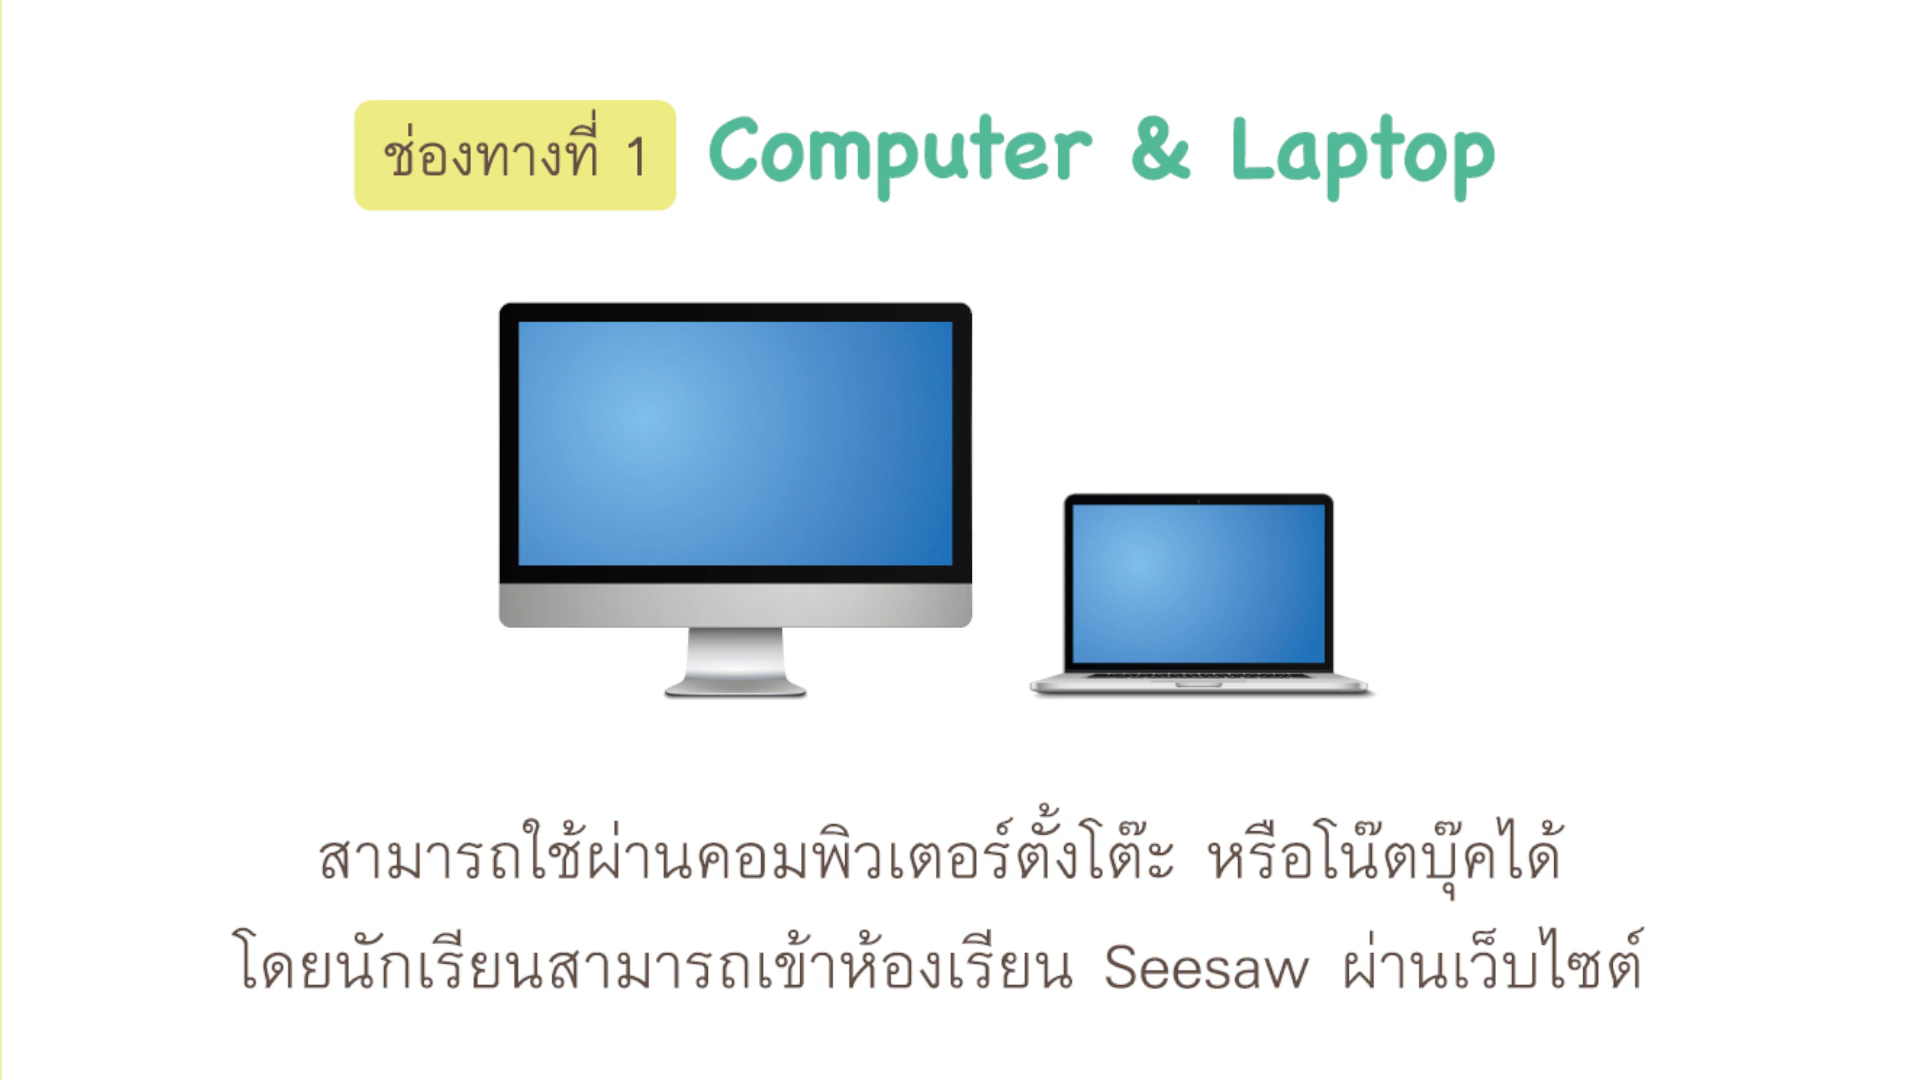 ช่องทางที่ 1 Computer & Laptop
สามารถใช้ผ่านคอมพิวเตอร์ตั้งโต๊ะ หรือโน๊ตบุ๊คได้
โดยนักเรียนสามารถเข้าห้องเรียน Seesaw ผ่านเว็บไซต์